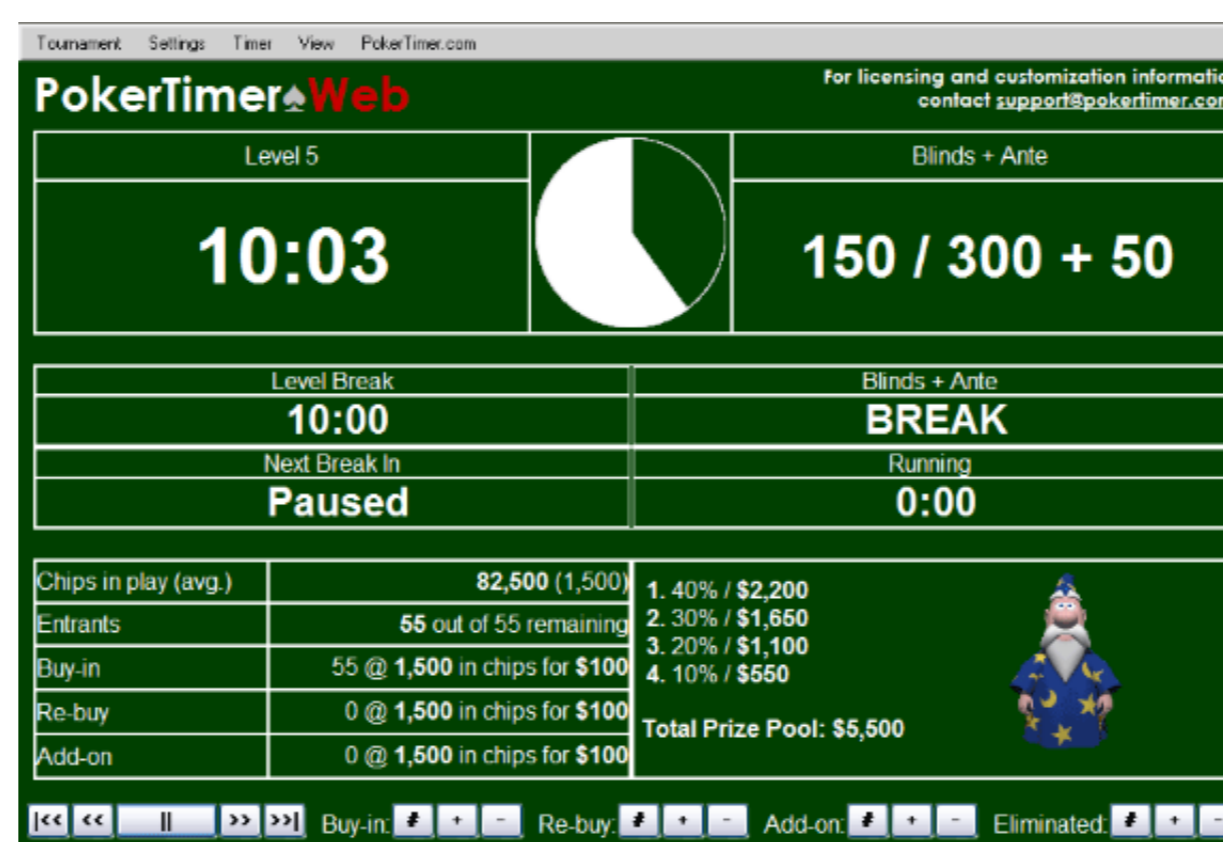 Tournament Settings Timer View PokerTimer.com
PokerTimer♠Web
For licensing and customization informatio
contact support@pokertimer.com
Level 5
Blinds + Ante
10:03
150 / 300 + 50
Level Break
Blinds + Ante
10:00
BREAK
Next Break In
Running
Paused
0:00
Chips in play (avg.) 82,500 (1,500)
Entrants 55 out of 55 remaining
Buy-in 55 @ 1,500 in chips for $100
Re-buy 0 @ 1,500 in chips for $100
Add-on 0 @ 1,500 in chips for $100
1. 40% / $2,200
2. 30% / $1,650
3. 20% / $1,100
4. 10% / $550
Total Prize Pool: $5,500
|<< << || >> >>| Buy-in: # + - Re-buy: # + - Add-on: # + - Eliminated: # + -